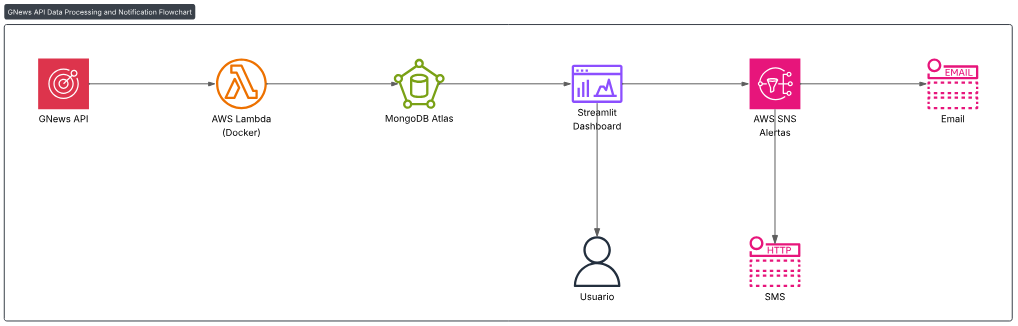 GNews API Data Processing and Notification Flowchart
GNews API
AWS Lambda
(Docker)
MongoDB Atlas
Streamlit
Dashboard
AWS SNS
Alertas
EMAIL
Email
Usuario
HTTP
SMS